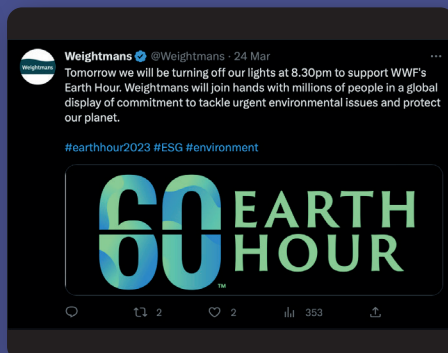 Weightmans @Weightmans · 24 Mar
Weightmans
Tomorrow we will be turning off our lights at 8.30pm to support WWF's
Earth Hour. Weightmans will join hands with millions of people in a global
display of commitment to tackle urgent environmental issues and protect
our planet.
#earthhour2023 #ESG #environment
60 EARTH
HOUR
TM
2 2 353